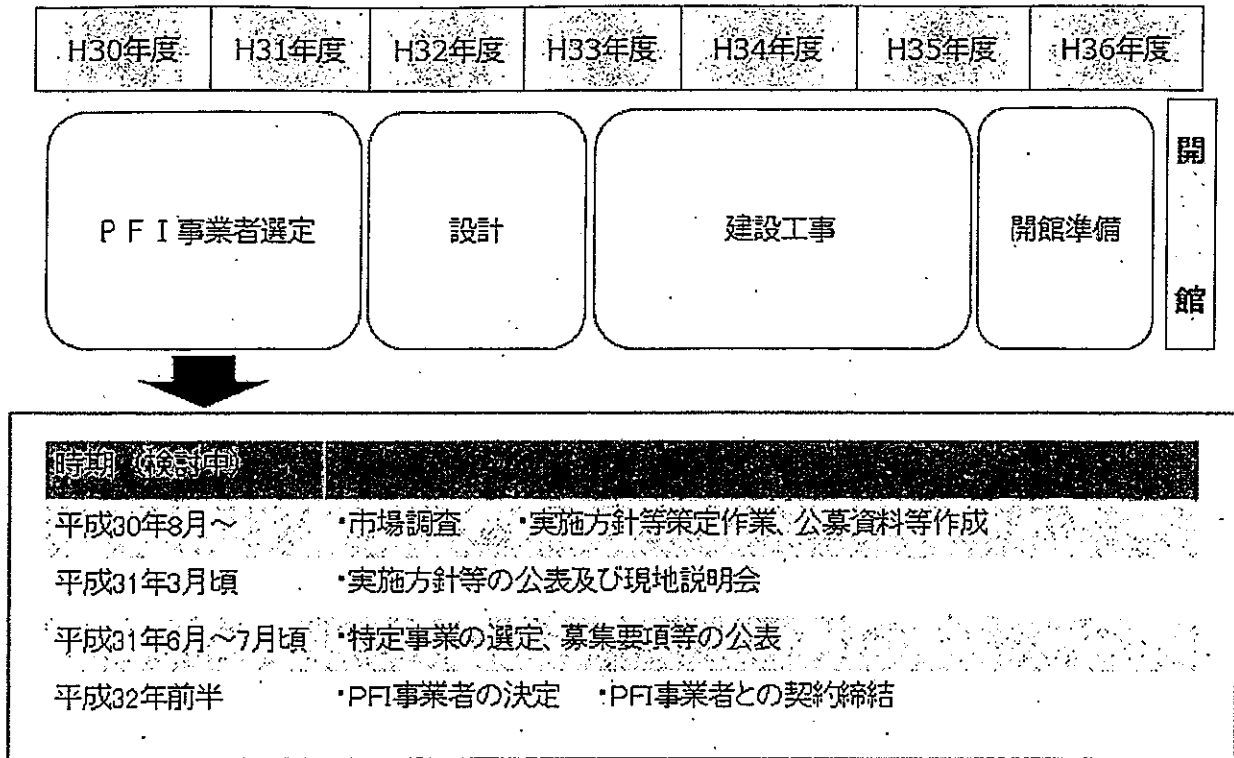 H30年度 H31年度 H32年度 H33年度 H34年度 H35年度 H36年度
PFI事業者選定 設計 建設工事 開館準備 開館
時期（検討中）
平成30年8月～ ・市場調査 ・実施方針等策定作業、公募資料等作成
平成31年3月頃 ・実施方針等の公表及び現地説明会
平成31年6月～7月頃 ・特定事業の選定、募集要項等の公表
平成32年前半 ・PFI事業者の決定 ・PFI事業者との契約締結